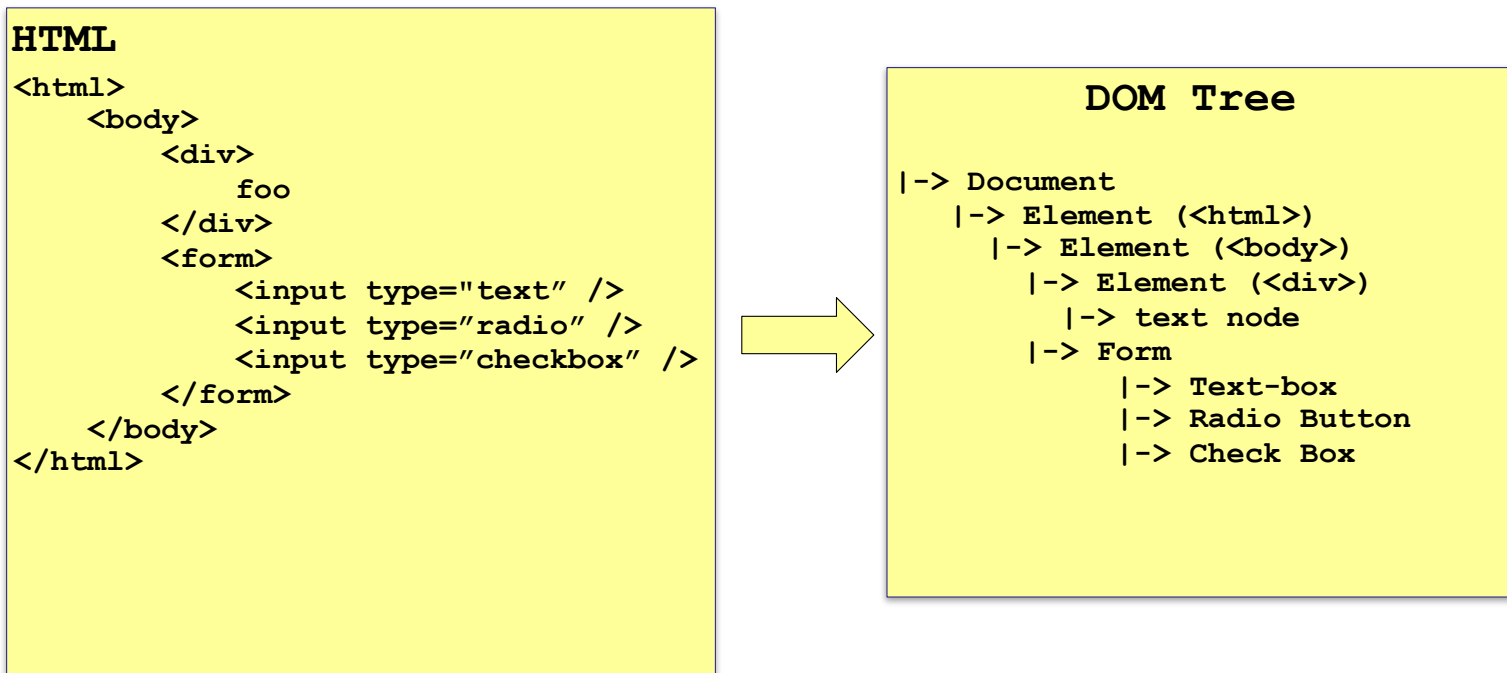 HTML
<html>
<body>
<div>
foo
</div>
<form>
<input type="text” />
<input type=”radio” />
<input type=”checkbox” />
</form>
</body>
</html>
DOM Tree
|-> Document
|-> Element (<html>)
|-> Element (<body>)
|-> Element (<div>)
|-> text node
|-> Form
|-> Text-box
|-> Radio Button
|-> Check Box